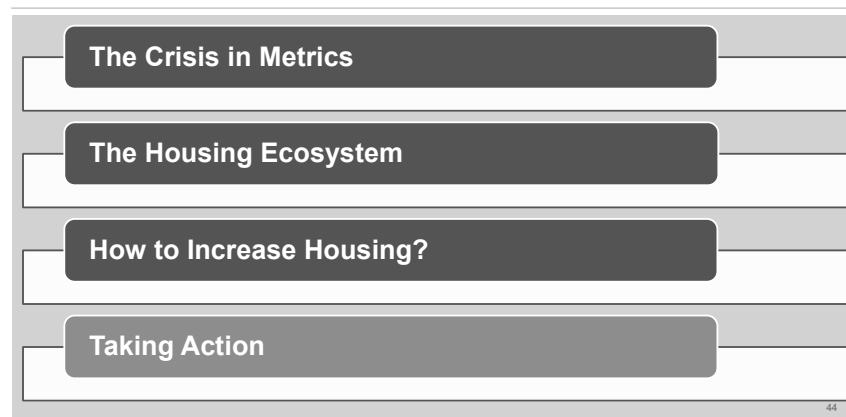 The Crisis in Metrics
The Housing Ecosystem
How to Increase Housing?
Taking Action
44